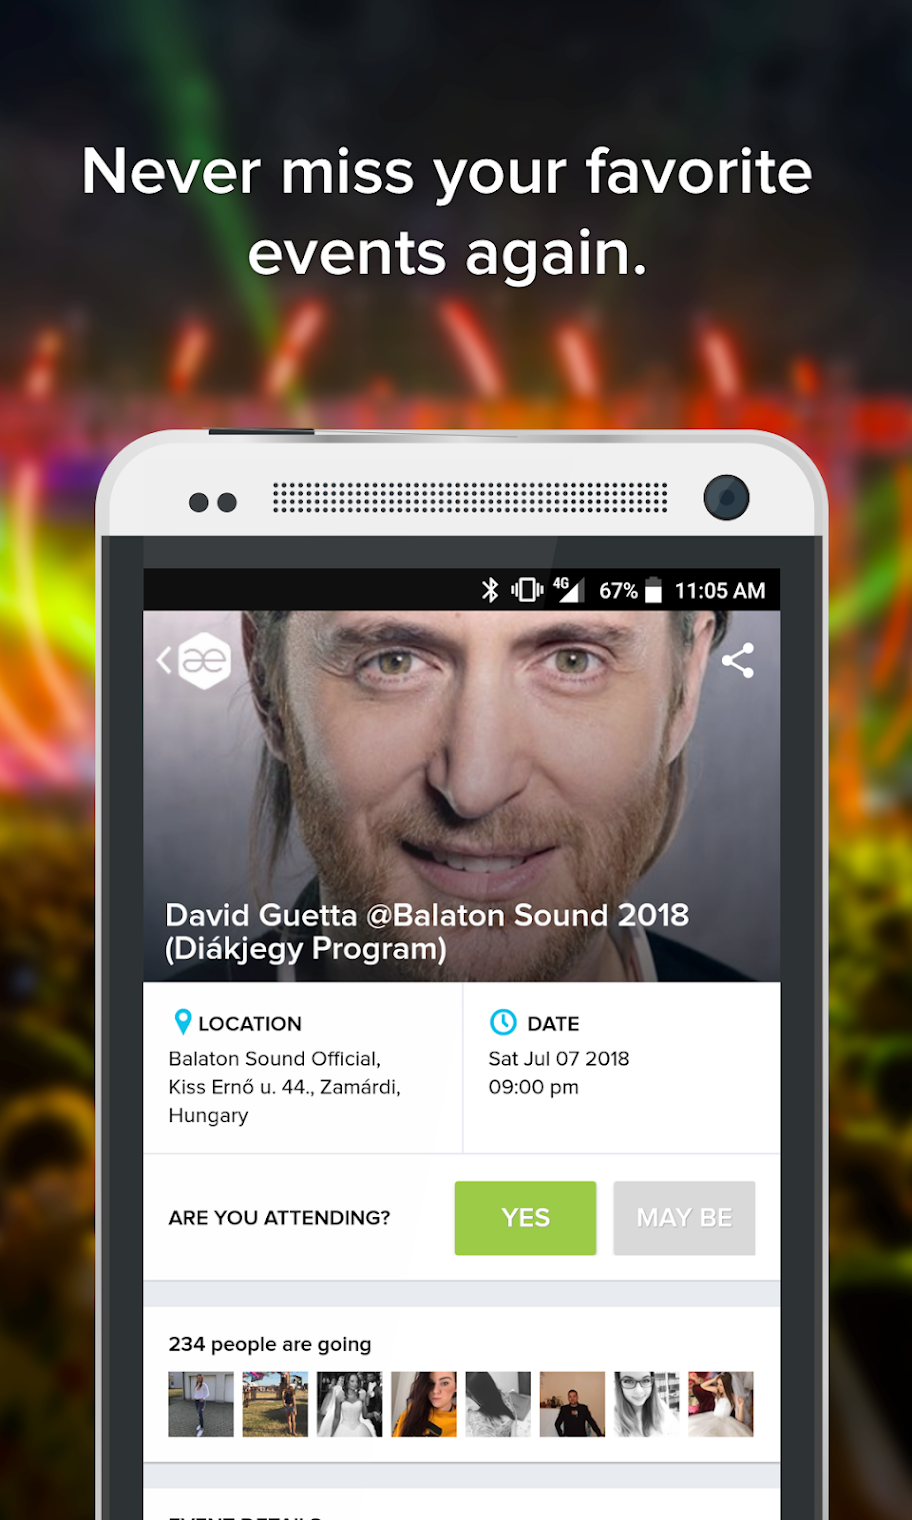 Never miss your favorite
events again.
4G 67% 11:05 AM
æ
David Guetta @Balaton Sound 2018
(Diákjegy Program)
LOCATION
Balaton Sound Official,
Kiss Ernő u. 44., Zamárdi,
Hungary
DATE
Sat Jul 07 2018
09:00 pm
ARE YOU ATTENDING?
YES
MAY BE
234 people are going
EVENT DETAILS